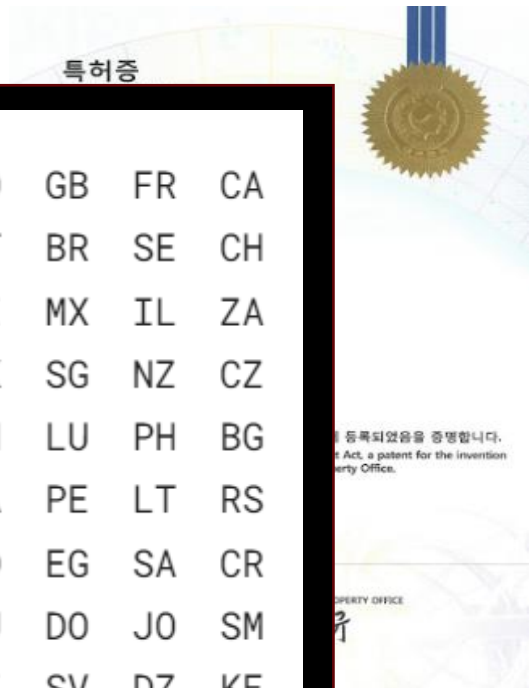 특허증
GB FR CA
BR SE CH
MX IL ZA
SG NZ CZ
LU PH BG
PE LT RS
EG SA CR
DO JO SM
등록되었음을 증명합니다.
Act, a patent for the invention
Office.
OFFICE